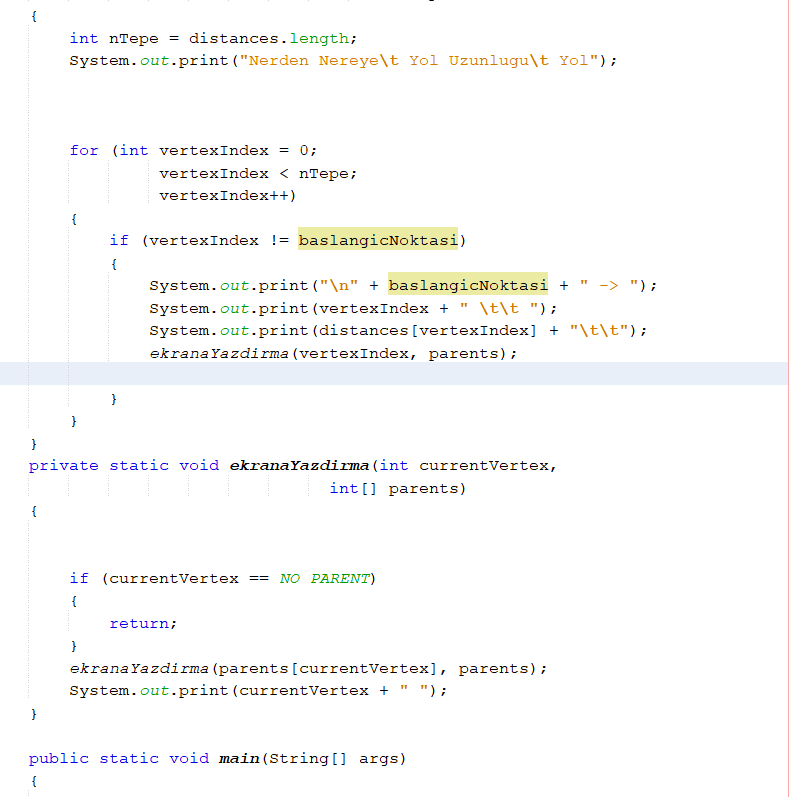 {
int nTepe = distances.length;
System.out.print("Nerden Nereye\t Yol Uzunlugu\t Yol");
for (int vertexIndex = 0;
vertexIndex < nTepe;
vertexIndex++)
{
if (vertexIndex != baslangicNoktasi)
{
System.out.print("\n" + baslangicNoktasi + " -> ");
System.out.print(vertexIndex + " \t\t ");
System.out.print(distances[vertexIndex] + "\t\t");
ekranaYazdirma(vertexIndex, parents);
}
}
}
private static void ekranaYazdirma(int currentVertex,
int[] parents)
{
if (currentVertex == NO_PARENT)
{
return;
}
ekranaYazdirma(parents[currentVertex], parents);
System.out.print(currentVertex + " ");
}
public static void main(String[] args)
{